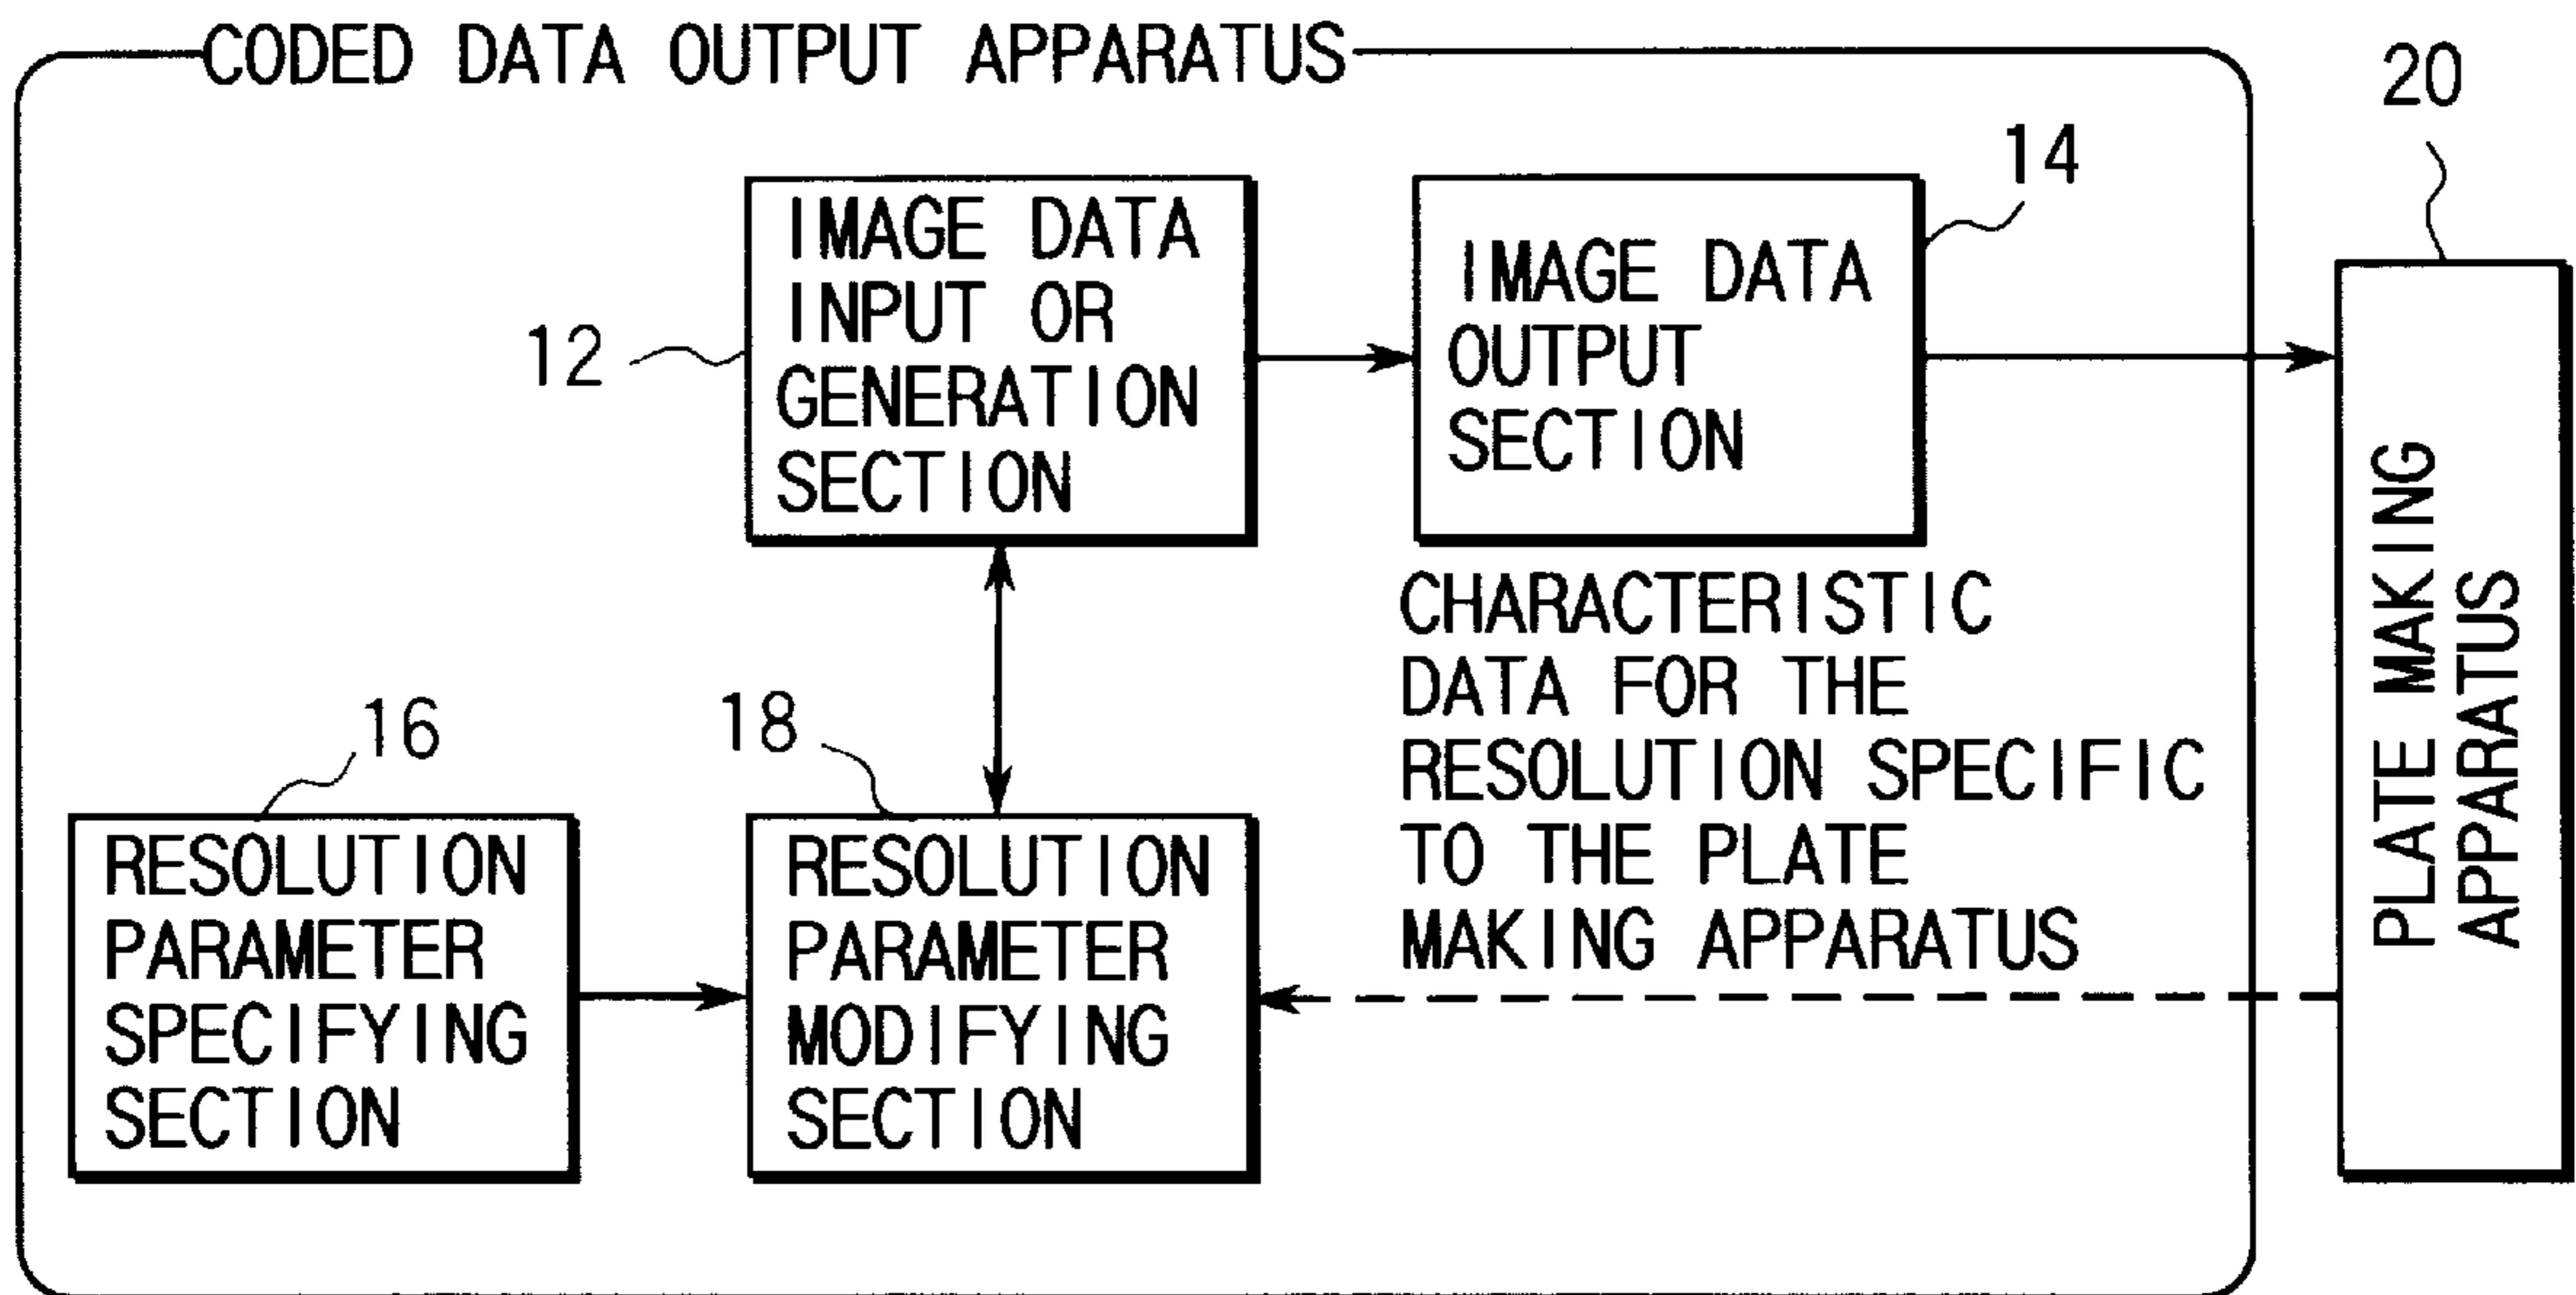 CODED DATA OUTPUT APPARATUS
20
14
IMAGE DATA
INPUT OR
GENERATION
SECTION
12
IMAGE DATA
OUTPUT
SECTION
PLATE MAKING
APPARATUS
CHARACTERISTIC
DATA FOR THE
RESOLUTION SPECIFIC
TO THE PLATE
MAKING APPARATUS
16
18
RESOLUTION
PARAMETER
SPECIFYING
SECTION
RESOLUTION
PARAMETER
MODIFYING
SECTION